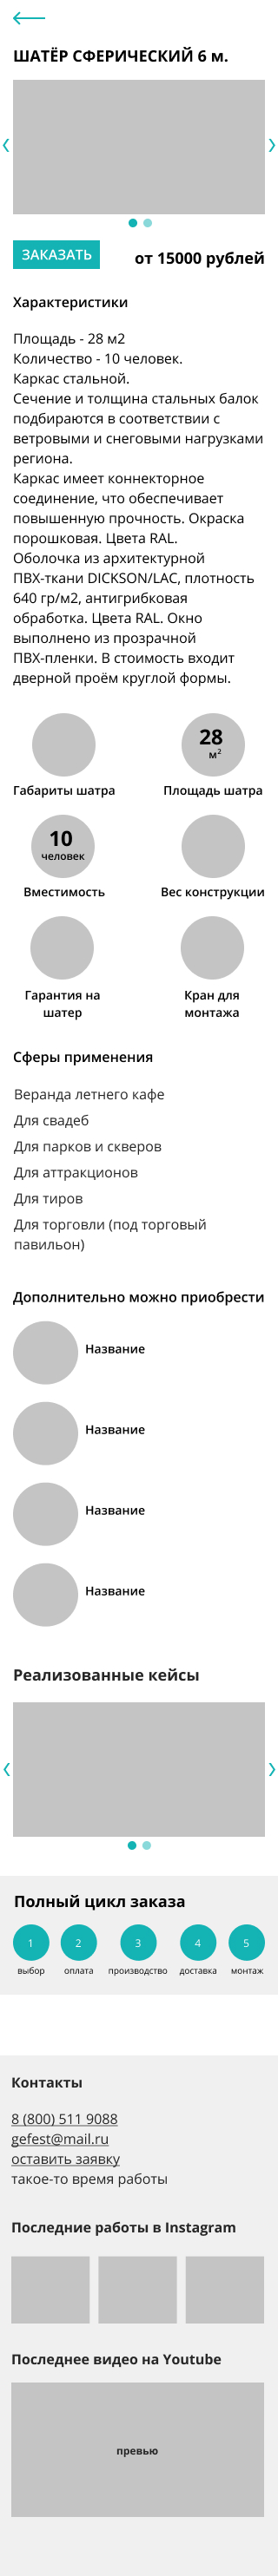 ШАТЁР СФЕРИЧЕСКИЙ 6 м.
ЗАКАЗАТЬ
от 15000 рублей
Характеристики
Площадь - 28 м2
Количество - 10 человек.
Каркас стальной.
Сечение и толщина стальных балок
подбираются в соответствии с
ветровыми и снеговыми нагрузками
региона.
Каркас имеет коннекторное
соединение, что обеспечивает
повышенную прочность. Окраска
порошковая. Цвета RAL.
Оболочка из архитектурной
ПВХ-ткани DICKSON/LAC, плотность
640 гр/м2, антигрибковая
обработка. Цвета RAL. Окно
выполнено из прозрачной
ПВХ-пленки. В стоимость входит
дверной проём круглой формы.
28
м²
Габариты шатра
Площадь шатра
10
человек
Вместимость
Вес конструкции
Гарантия на
шатер
Кран для
монтажа
Сферы применения
Веранда летнего кафе
Для свадеб
Для парков и скверов
Для аттракционов
Для тиров
Для торговли (под торговый
павильон)
Дополнительно можно приобрести
Название
Название
Название
Название
Реализованные кейсы
Полный цикл заказа
1 2 3 4 5
выбор оплата производство доставка монтаж
Контакты
8 (800) 511 9088
gefest@mail.ru
оставить заявку
такое-то время работы
Последние работы в Instagram
Последнее видео на Youtube
превью